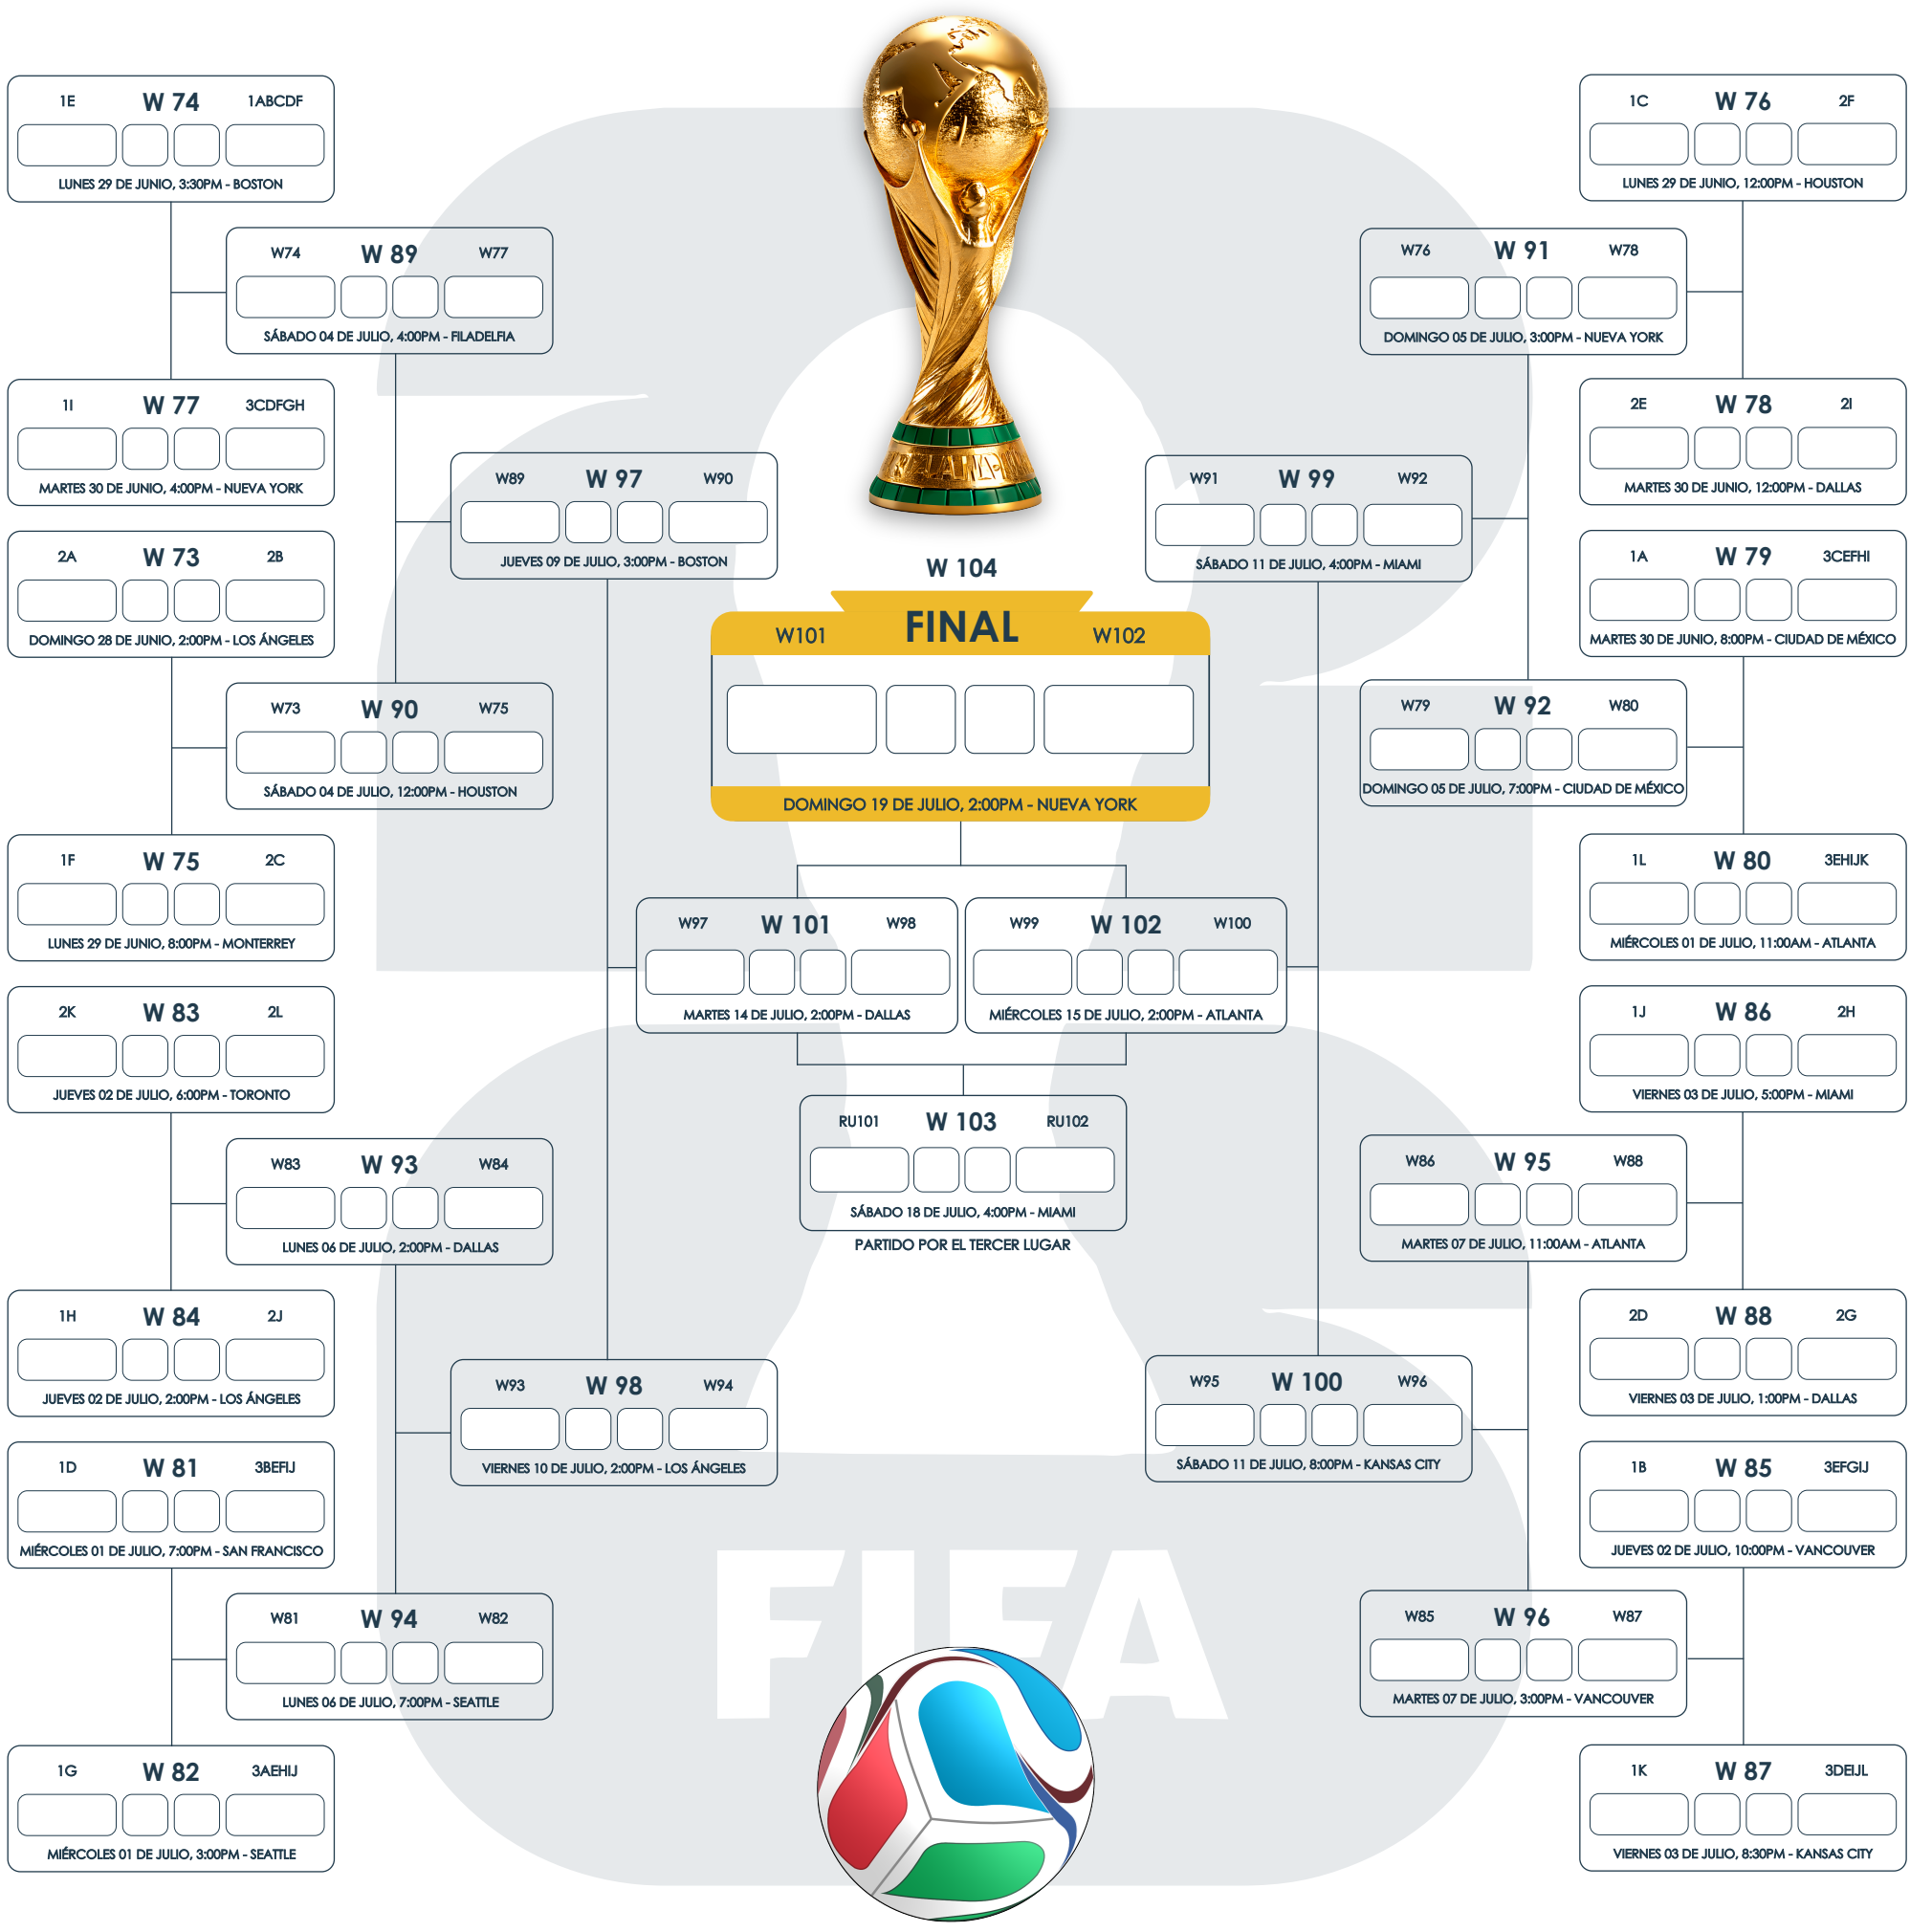 1E W 74 1ABCDF
LUNES 29 DE JUNIO, 3:30PM - BOSTON
W74 W 89 W77
SÁBADO 04 DE JULIO, 4:00PM - FILADELFIA
1I W 77 3CDFGH
MARTES 30 DE JUNIO, 4:00PM - NUEVA YORK
W89 W 97 W90
JUEVES 09 DE JULIO, 3:00PM - BOSTON
2A W 73 2B
DOMINGO 28 DE JUNIO, 2:00PM - LOS ÁNGELES
W73 W 90 W75
SÁBADO 04 DE JULIO, 12:00PM - HOUSTON
1F W 75 2C
LUNES 29 DE JUNIO, 8:00PM - MONTERREY
2K W 83 2L
JUEVES 02 DE JULIO, 6:00PM - TORONTO
W83 W 93 W84
LUNES 06 DE JULIO, 2:00PM - DALLAS
1H W 84 2J
JUEVES 02 DE JULIO, 2:00PM - LOS ÁNGELES
W93 W 98 W94
VIERNES 10 DE JULIO, 2:00PM - LOS ÁNGELES
1D W 81 3BEFIJ
MIÉRCOLES 01 DE JULIO, 7:00PM - SAN FRANCISCO
W81 W 94 W82
LUNES 06 DE JULIO, 7:00PM - SEATTLE
1G W 82 3AEHIJ
MIÉRCOLES 01 DE JULIO, 3:00PM - SEATTLE
W 104
W101 FINAL W102
DOMINGO 19 DE JULIO, 2:00PM - NUEVA YORK
W97 W 101 W98
MARTES 14 DE JULIO, 2:00PM - DALLAS
W99 W 102 W100
MIÉRCOLES 15 DE JULIO, 2:00PM - ATLANTA
RU101 W 103 RU102
SÁBADO 18 DE JULIO, 4:00PM - MIAMI
PARTIDO POR EL TERCER LUGAR
FIFA
1C W 76 2F
LUNES 29 DE JUNIO, 12:00PM - HOUSTON
W76 W 91 W78
DOMINGO 05 DE JULIO, 3:00PM - NUEVA YORK
2E W 78 2I
MARTES 30 DE JUNIO, 12:00PM - DALLAS
W91 W 99 W92
SÁBADO 11 DE JULIO, 4:00PM - MIAMI
1A W 79 3CEFHI
MARTES 30 DE JUNIO, 8:00PM - CIUDAD DE MÉXICO
W79 W 92 W80
DOMINGO 05 DE JULIO, 7:00PM - CIUDAD DE MÉXICO
1L W 80 3EHIJK
MIÉRCOLES 01 DE JULIO, 11:00AM - ATLANTA
1J W 86 2H
VIERNES 03 DE JULIO, 5:00PM - MIAMI
W86 W 95 W88
MARTES 07 DE JULIO, 11:00AM - ATLANTA
2D W 88 2G
VIERNES 03 DE JULIO, 1:00PM - DALLAS
W95 W 100 W96
SÁBADO 11 DE JULIO, 8:00PM - KANSAS CITY
1B W 85 3EFGIJ
JUEVES 02 DE JULIO, 10:00PM - VANCOUVER
W85 W 96 W87
MARTES 07 DE JULIO, 3:00PM - VANCOUVER
1K W 87 3DEIJL
VIERNES 03 DE JULIO, 8:30PM - KANSAS CITY